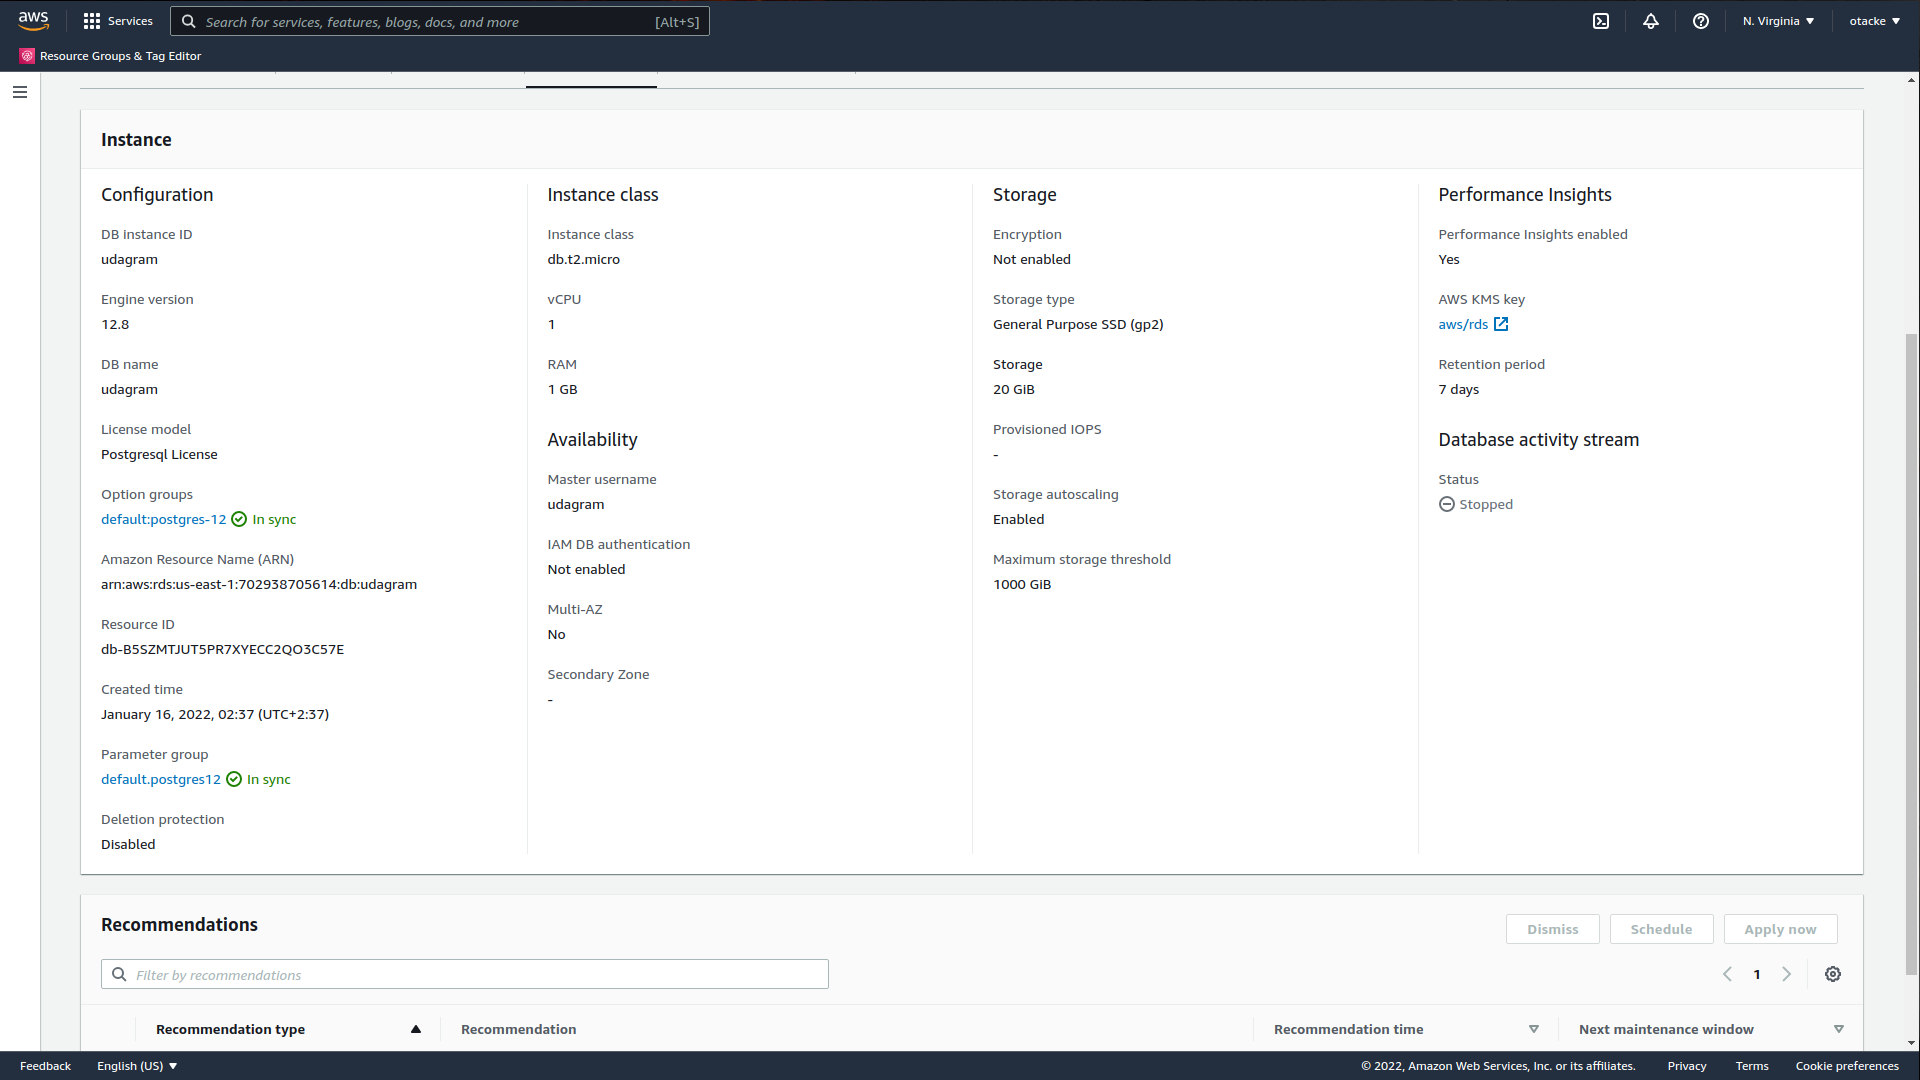 aws
Services
Search for services, features, blogs, docs, and more
[Alt+S]
N. Virginia
otacke
Resource Groups & Tag Editor
Instance
Configuration
DB instance ID
udagram
Engine version
12.8
DB name
udagram
License model
Postgresql License
Option groups
default:postgres-12 In sync
Amazon Resource Name (ARN)
arn:aws:rds:us-east-1:702938705614:db:udagram
Resource ID
db-B5SZMTJUT5PR7XYECC2QO3C57E
Created time
January 16, 2022, 02:37 (UTC+2:37)
Parameter group
default.postgres12 In sync
Deletion protection
Disabled
Instance class
Instance class
db.t2.micro
vCPU
1
RAM
1 GB
Availability
Master username
udagram
IAM DB authentication
Not enabled
Multi-AZ
No
Secondary Zone
-
Storage
Encryption
Not enabled
Storage type
General Purpose SSD (gp2)
Storage
20 GiB
Provisioned IOPS
-
Storage autoscaling
Enabled
Maximum storage threshold
1000 GiB
Performance Insights
Performance Insights enabled
Yes
AWS KMS key
aws/rds
Retention period
7 days
Database activity stream
Status
Stopped
Recommendations
Dismiss
Schedule
Apply now
Filter by recommendations
1
Recommendation type
Recommendation
Recommendation time
Next maintenance window
Feedback
English (US)
© 2022, Amazon Web Services, Inc. or its affiliates.
Privacy
Terms
Cookie preferences